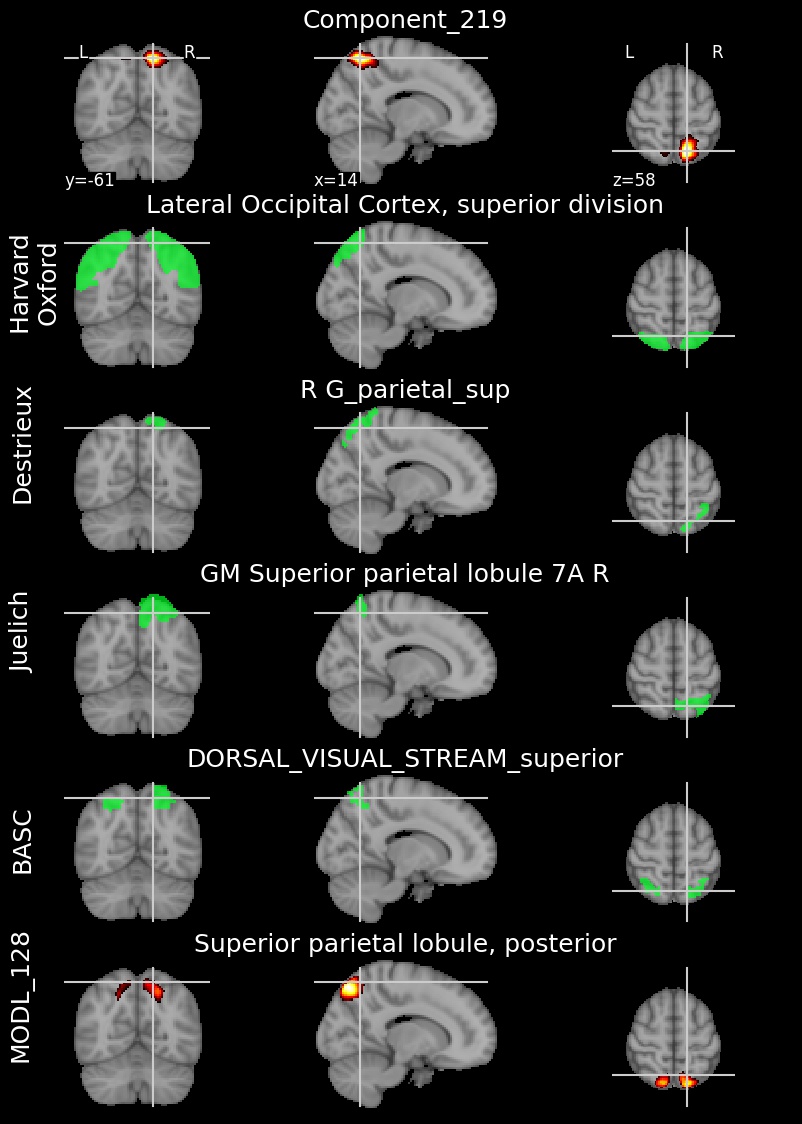 Component_219
L R
L R
y=-61
x=14
z=58
Lateral Occipital Cortex, superior division
Harvard
Oxford
R G_parietal_sup
Destrieux
GM Superior parietal lobule 7A R
Juelich
DORSAL_VISUAL_STREAM_superior
BASC
Superior parietal lobule, posterior
MODL_128